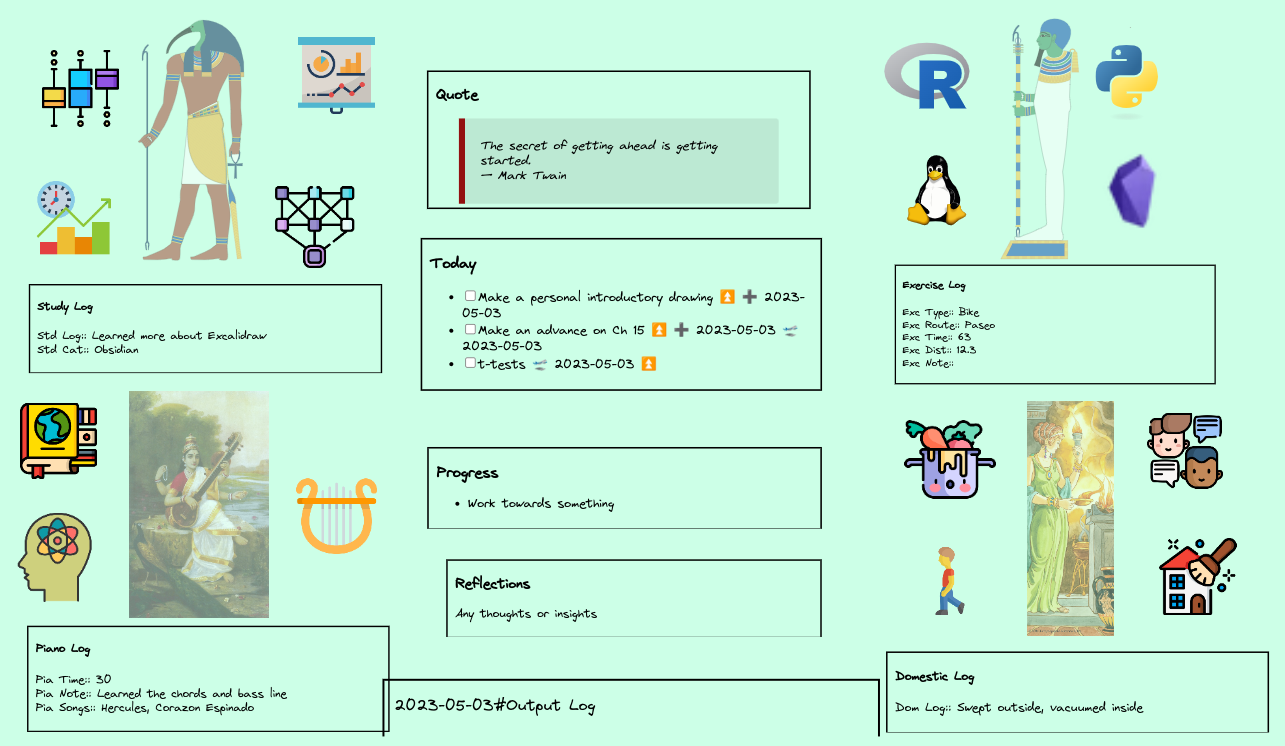 Quote
The secret of getting ahead is getting
started.
— Mark Twain
Today
Make a personal introductory drawing ⏫ ➕ 2023-
05-03
Make an advance on Ch 15 ⏫ ➕ 2023-05-03 🛫
2023-05-03
t-tests 🛫 2023-05-03 ⏫
Progress
Work towards something
Reflections
Any thoughts or insights
2023-05-03#Output Log
Study Log
Std Log:: Learned more about Excalidraw
Std Cat:: Obsidian
Piano Log
Pia Time:: 30
Pia Note:: Learned the chords and bass line
Pia Songs:: Hercules, Corazon Espinado
R
Exercise Log
Exc Type:: Bike
Exc Route:: Paseo
Exc Time:: 63
Exc Dist:: 12.3
Exc Note::
Domestic Log
Dom Log:: Swept outside, vacuumed inside